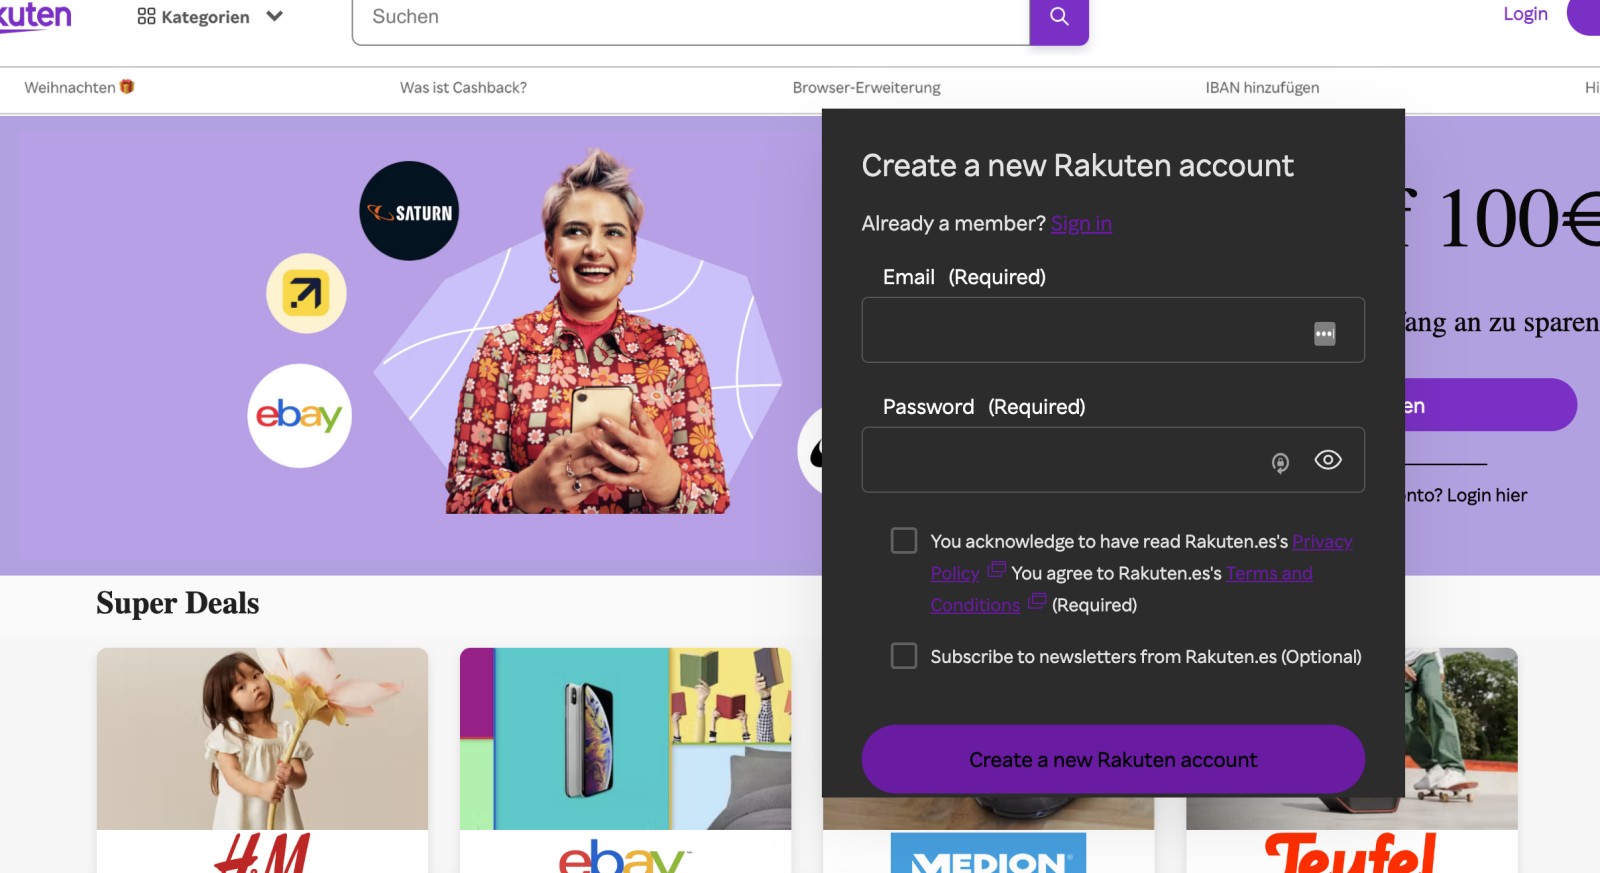 kuten
Kategorien
Suchen
Login
Weihnachten
Was ist Cashback?
Browser-Erweiterung
IBAN hinzufügen
Hi
SATURN
ebay
Create a new Rakuten account
Already a member? Sign in
Email (Required)
Password (Required)
You acknowledge to have read Rakuten.es's Privacy
Policy You agree to Rakuten.es's Terms and
Conditions (Required)
Subscribe to newsletters from Rakuten.es (Optional)
Create a new Rakuten account
f 100€
ang an zu sparen
en
nto? Login hier
Super Deals
H&M
ebay
MEDION
Teufel